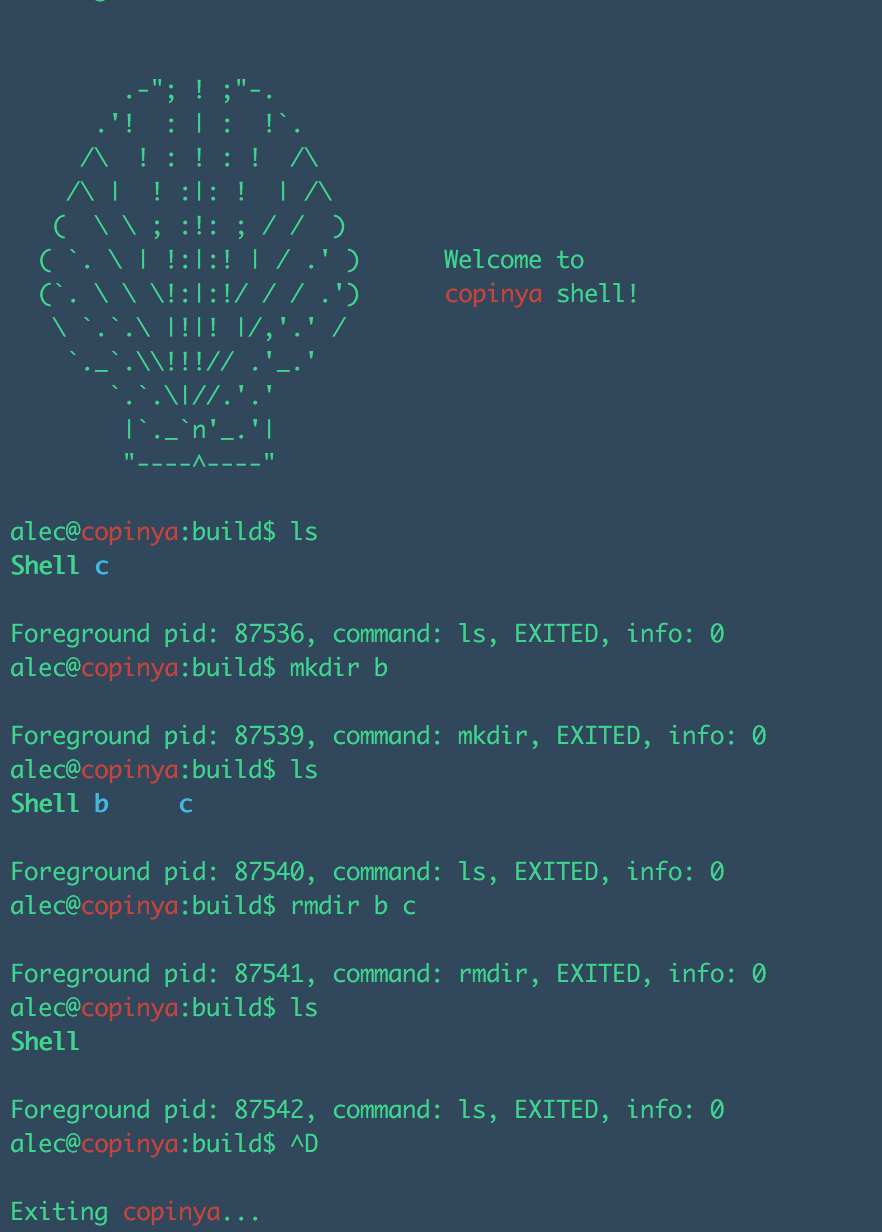 .-"; ! ;"-.
      .'!  : | :  !`.
     /\  ! : ! : !  /\
    /\ |  ! :|: !  | /\
   (  \ \ ; :!: ; / /  )
  ( `. \ | !:|:! | / .' )      Welcome to
  (`. \ \ \!:|:!/ / / .')      copinya shell!
   \ `.`.\ |!|! |/,'.' /
    `._`.\\!!!// .'_.'
       `.`.\|//.'.'
        |`._`n'_.'|
        "----^----"
alec@copinya:build$ ls
Shell c
Foreground pid: 87536, command: ls, EXITED, info: 0
alec@copinya:build$ mkdir b
Foreground pid: 87539, command: mkdir, EXITED, info: 0
alec@copinya:build$ ls
Shell b     c
Foreground pid: 87540, command: ls, EXITED, info: 0
alec@copinya:build$ rmdir b c
Foreground pid: 87541, command: rmdir, EXITED, info: 0
alec@copinya:build$ ls
Shell
Foreground pid: 87542, command: ls, EXITED, info: 0
alec@copinya:build$ ^D
Exiting copinya...